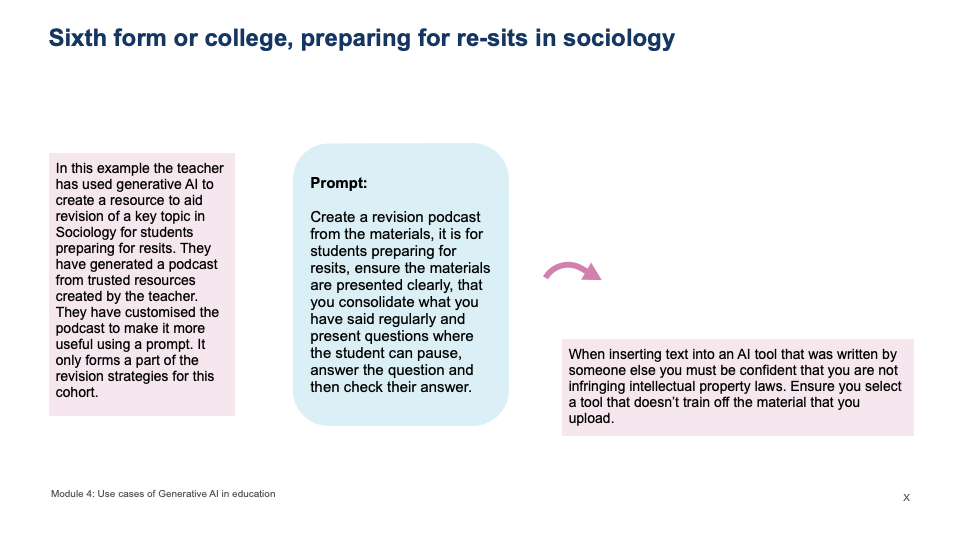 Sixth form or college, preparing for re-sits in sociology
In this example the teacher
has used generative AI to
create a resource to aid
revision of a key topic in
Sociology for students
preparing for resits. They
have generated a podcast
from trusted resources
created by the teacher.
They have customised the
podcast to make it more
useful using a prompt. It
only forms a part of the
revision strategies for this
cohort.
Prompt:
Create a revision podcast
from the materials, it is for
students preparing for
resits, ensure the materials
are presented clearly, that
you consolidate what you
have said regularly and
present questions where
the student can pause,
answer the question and
then check their answer.
When inserting text into an AI tool that was written by
someone else you must be confident that you are not
infringing intellectual property laws. Ensure you select
a tool that doesn’t train off the material that you
upload.
Module 4: Use cases of Generative AI in education
X